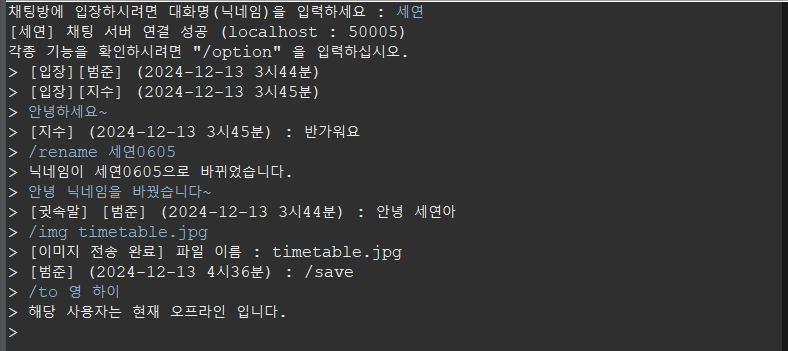 채팅방에 입장하시려면 대화명(닉네임)을 입력하세요 : 세연
[세연] 채팅 서버 연결 성공 (localhost : 50005)
각종 기능을 확인하시려면 "/option" 을 입력하십시오.
> [입장][범준] (2024-12-13 3시44분)
> [입장][지수] (2024-12-13 3시45분)
> 안녕하세요~
> [지수] (2024-12-13 3시45분) : 반가워요
> /rename 세연0605
> 닉네임이 세연0605으로 바뀌었습니다.
> 안녕 닉네임을 바꿨습니다~
> [귓속말] [범준] (2024-12-13 3시44분) : 안녕 세연아
> /img timetable.jpg
> [이미지 전송 완료] 파일 이름 : timetable.jpg
> [범준] (2024-12-13 4시36분) : /save
> /to 영 하이
> 해당 사용자는 현재 오프라인 입니다.
>